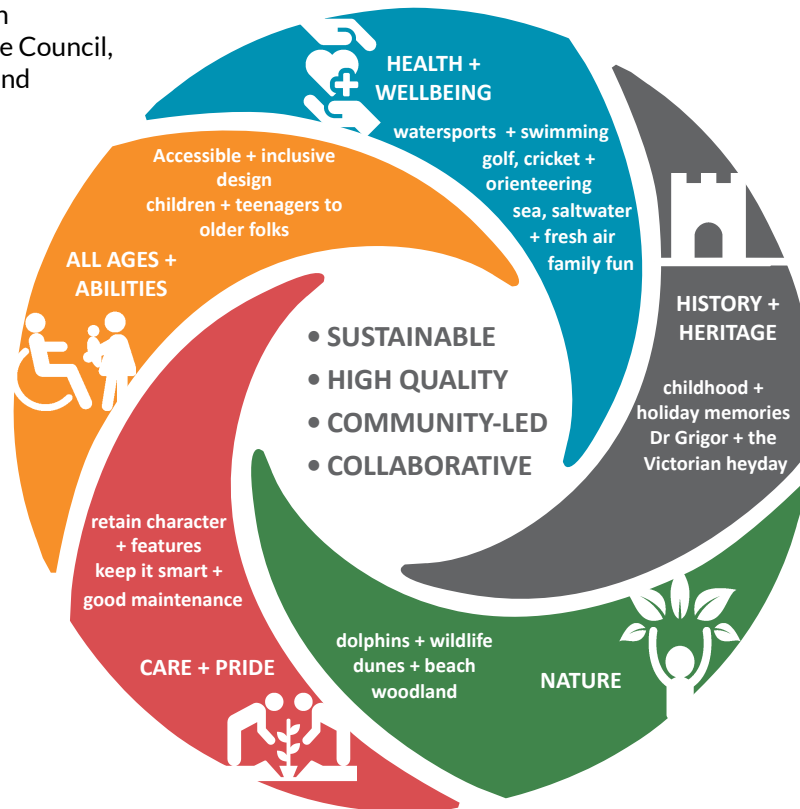 n
e Council,
nd
HEALTH +
WELLBEING
watersports + swimming
golf, cricket +
orienteering
sea, saltwater
+ fresh air
family fun
HISTORY +
HERITAGE
childhood +
holiday memories
Dr Grigor + the
Victorian heyday
NATURE
dolphins + wildlife
dunes + beach
woodland
CARE + PRIDE
retain character
+ features
keep it smart +
good maintenance
ALL AGES +
ABILITIES
Accessible + inclusive
design
children + teenagers to
older folks
• SUSTAINABLE
• HIGH QUALITY
• COMMUNITY-LED
• COLLABORATIVE